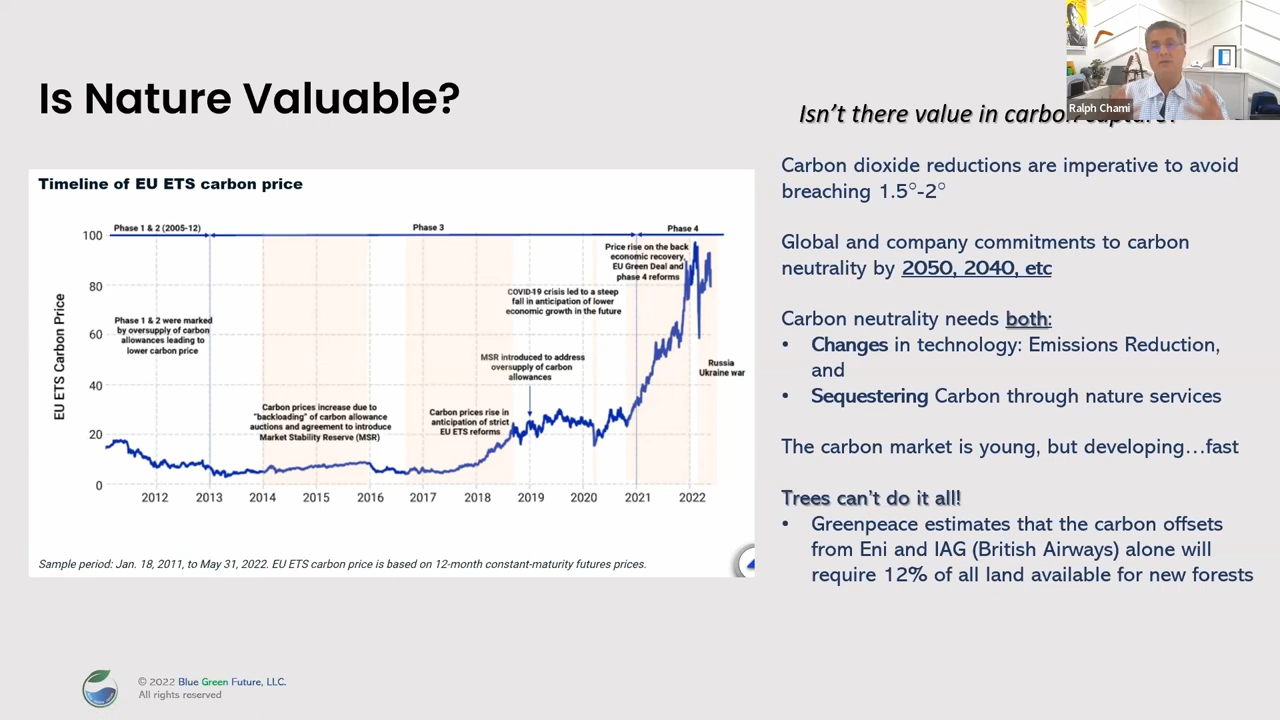 Ralph Chami
Is Nature Valuable?
Isn't there value in carbon capture?
Timeline of EU ETS carbon price
Phase 1 & 2 (2005-12)
Phase 3
Phase 4
EU ETS Carbon Price
100
80
60
40
20
0
2012
2013
2014
2015
2016
2017
2018
2019
2020
2021
2022
Phase 1 & 2 were marked
by oversupply of carbon
allowances leading to
lower carbon price
Carbon prices increase due to
"backloading" of carbon allowance
auctions and agreement to introduce
Market Stability Reserve (MSR)
Carbon prices rise in
anticipation of strict
EU ETS reforms
MSR introduced to address
oversupply of carbon
allowances
COVID-19 crisis led to a steep
fall in anticipation of lower
economic growth in the future
Price rise on the back
economic recovery,
EU Green Deal and
phase 4 reforms
Russia
Ukraine war
Sample period: Jan. 18, 2011, to May 31, 2022. EU ETS carbon price is based on 12-month constant-maturity futures prices.
Carbon dioxide reductions are imperative to avoid
breaching 1.5°-2°
Global and company commitments to carbon
neutrality by 2050, 2040, etc
Carbon neutrality needs both:
• Changes in technology: Emissions Reduction,
and
• Sequestering Carbon through nature services
The carbon market is young, but developing...fast
Trees can't do it all!
• Greenpeace estimates that the carbon offsets
from Eni and IAG (British Airways) alone will
require 12% of all land available for new forests
© 2022 Blue Green Future, LLC.
All rights reserved